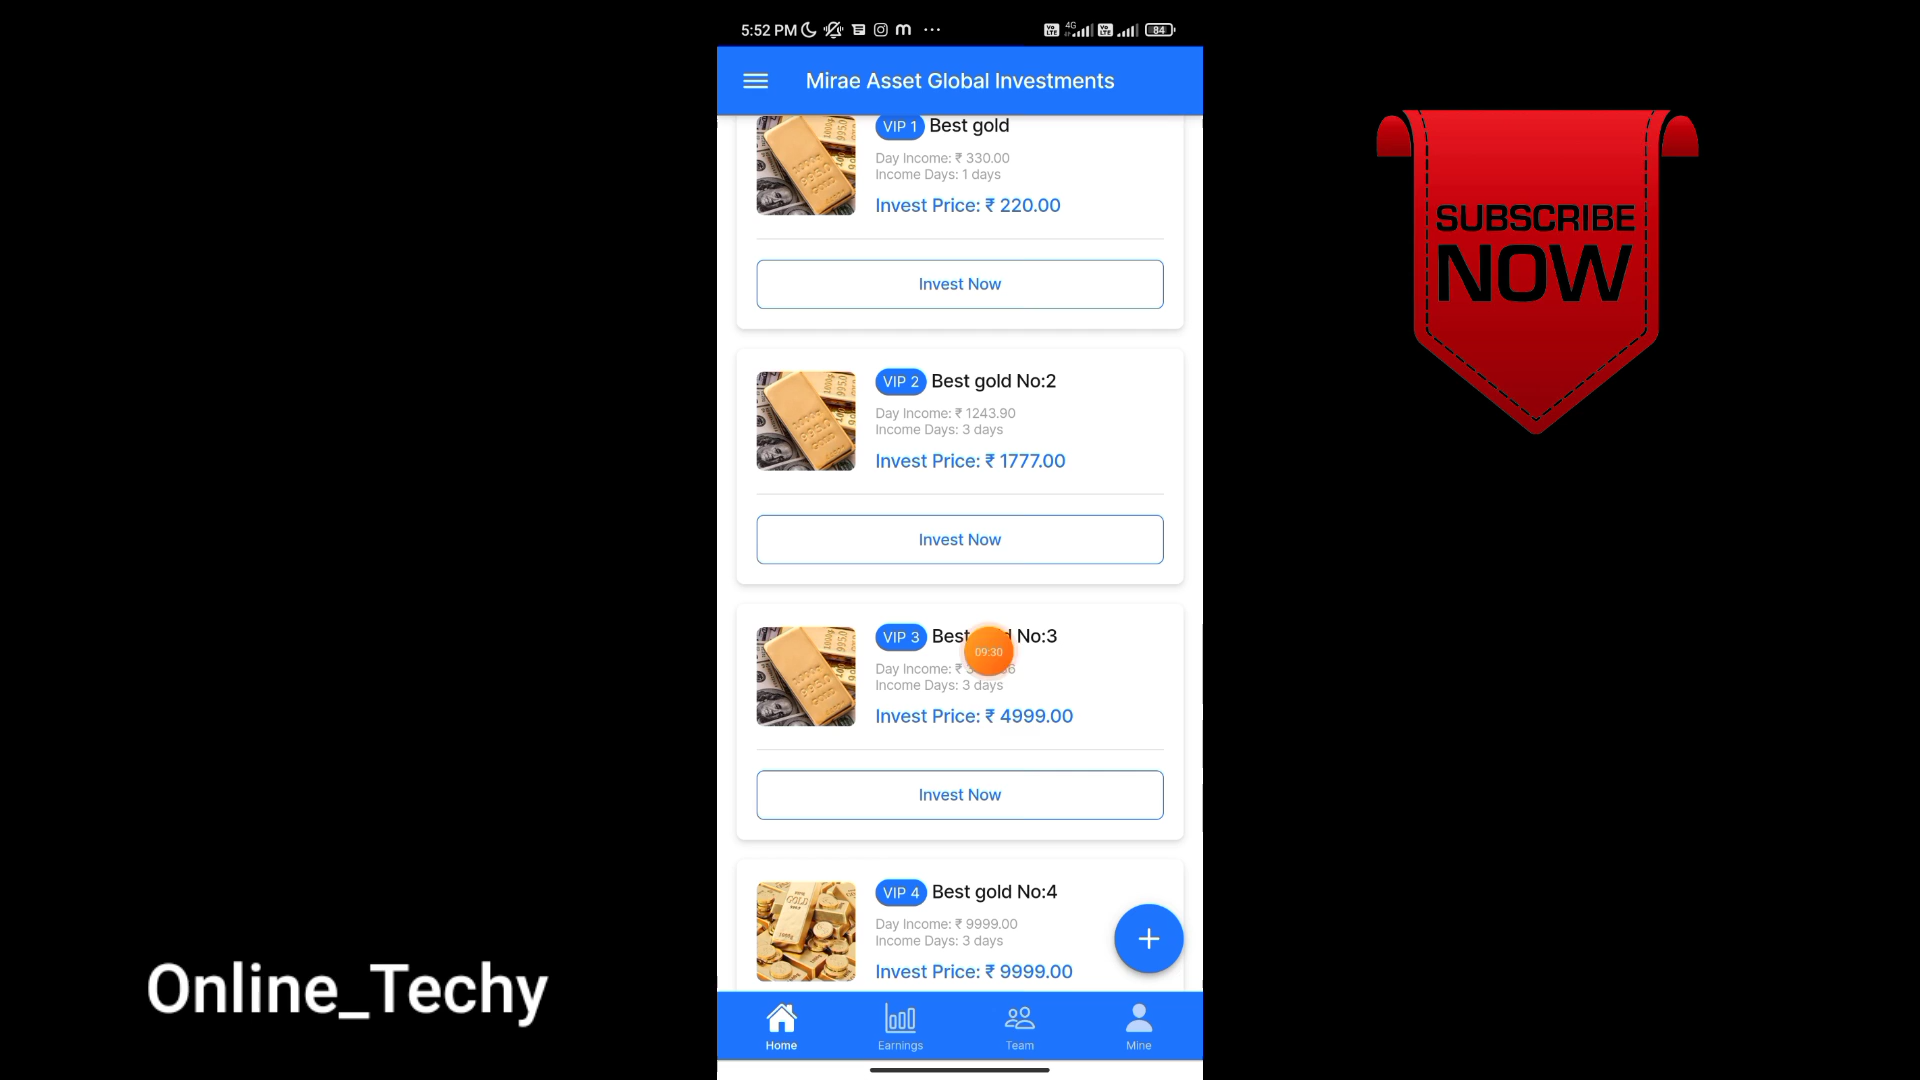 5:52 PM
4G
84
Mirae Asset Global Investments
VIP 1 Best gold
Day Income: ₹ 330.00
Income Days: 1 days
Invest Price: ₹ 220.00
Invest Now
VIP 2 Best gold No:2
Day Income: ₹ 1243.90
Income Days: 3 days
Invest Price: ₹ 1777.00
Invest Now
VIP 3 Best No:3
09:30
Day Income: ₹
Income Days: 3 days
Invest Price: ₹ 4999.00
Invest Now
VIP 4 Best gold No:4
Day Income: ₹ 9999.00
Income Days: 3 days
Invest Price: ₹ 9999.00
Home
Earnings
Team
Mine
SUBSCRIBE
NOW
Online_Techy